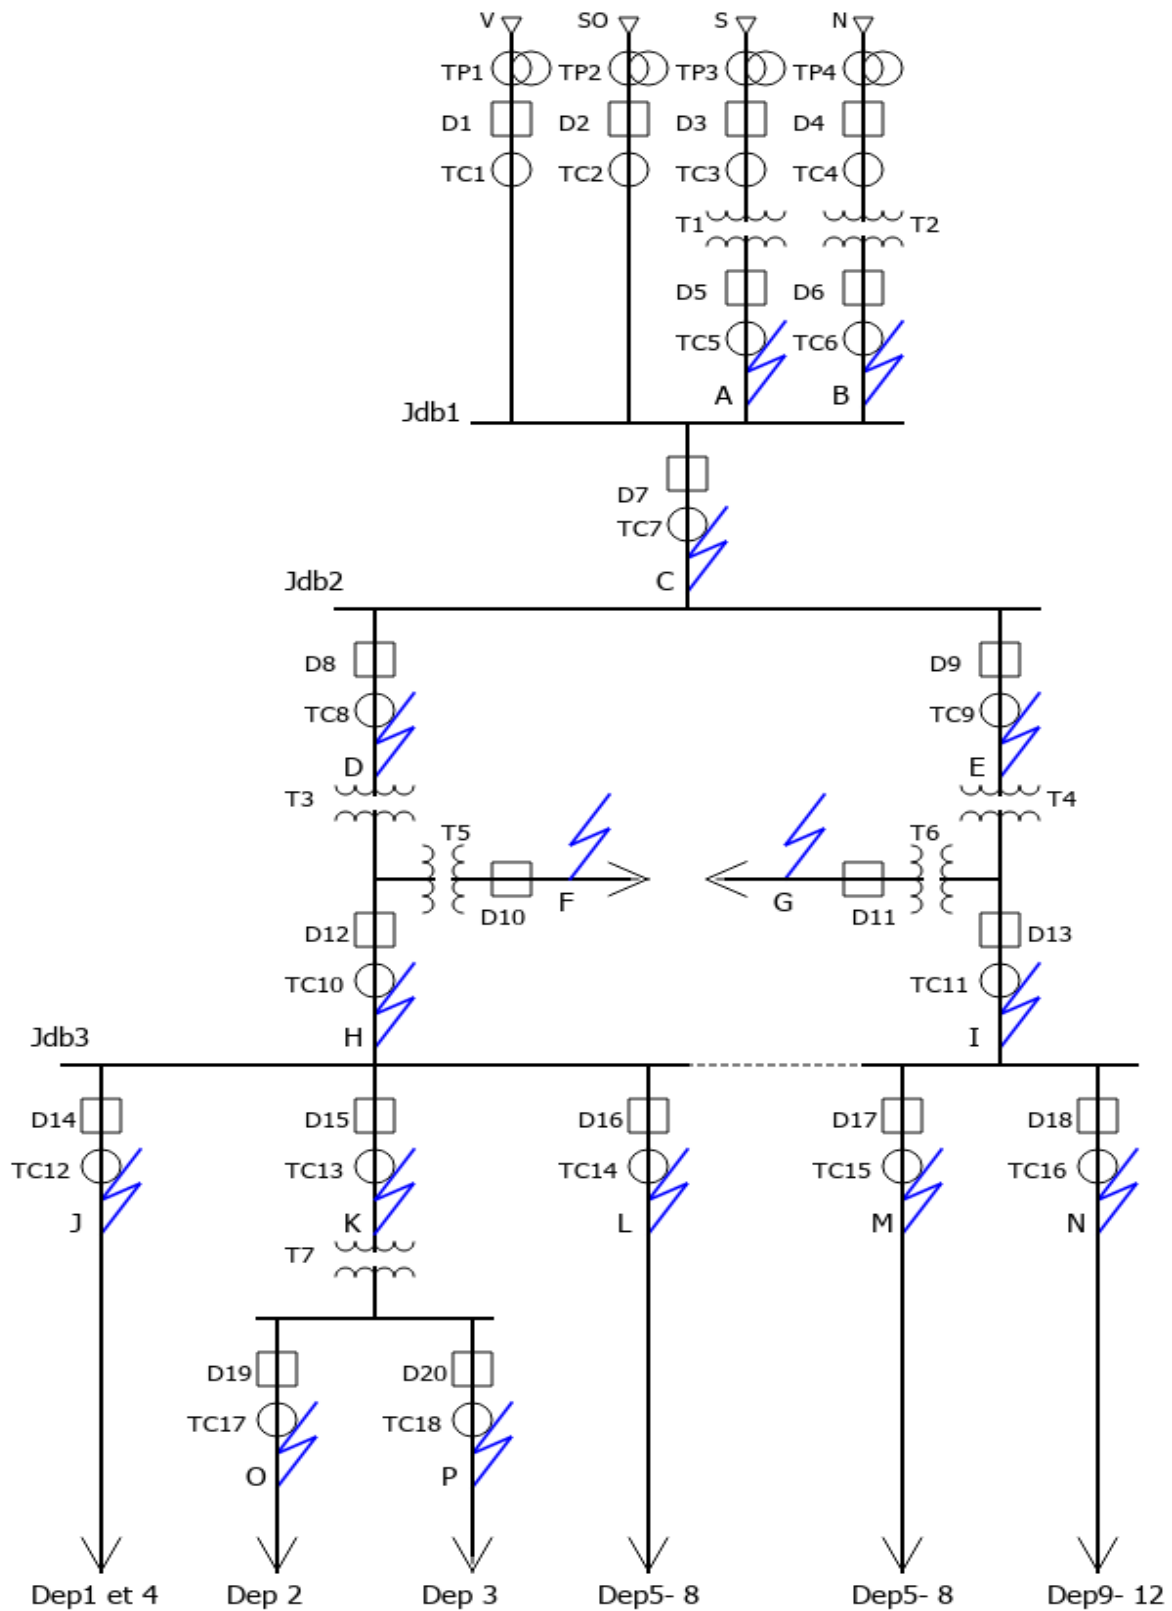 V SO S N
TP1 TP2 TP3 TP4
D1 D2 D3 D4
TC1 TC2 TC3 TC4
T1 T2
D5 D6
TC5 TC6
A B
Jdb1
D7
TC7
C
Jdb2
D8 D9
TC8 TC9
D E
T3 T4
T5 T6
F G
D10 D11
D12 D13
TC10 TC11
H I
Jdb3
D14 D15 D16 D17 D18
TC12 TC13 TC14 TC15 TC16
J K L M N
T7
D19 D20
TC17 TC18
O P
Dep1 et 4 Dep 2 Dep 3 Dep5- 8 Dep5- 8 Dep9- 12